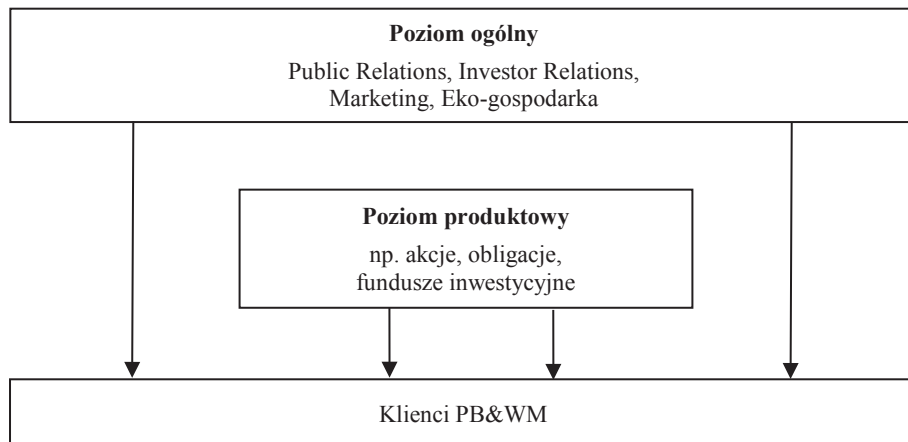 Poziom ogólny
Public Relations, Investor Relations,
Marketing, Eko-gospodarka
Poziom produktowy
np. akcje, obligacje,
fundusze inwestycyjne
Klienci PB&WM